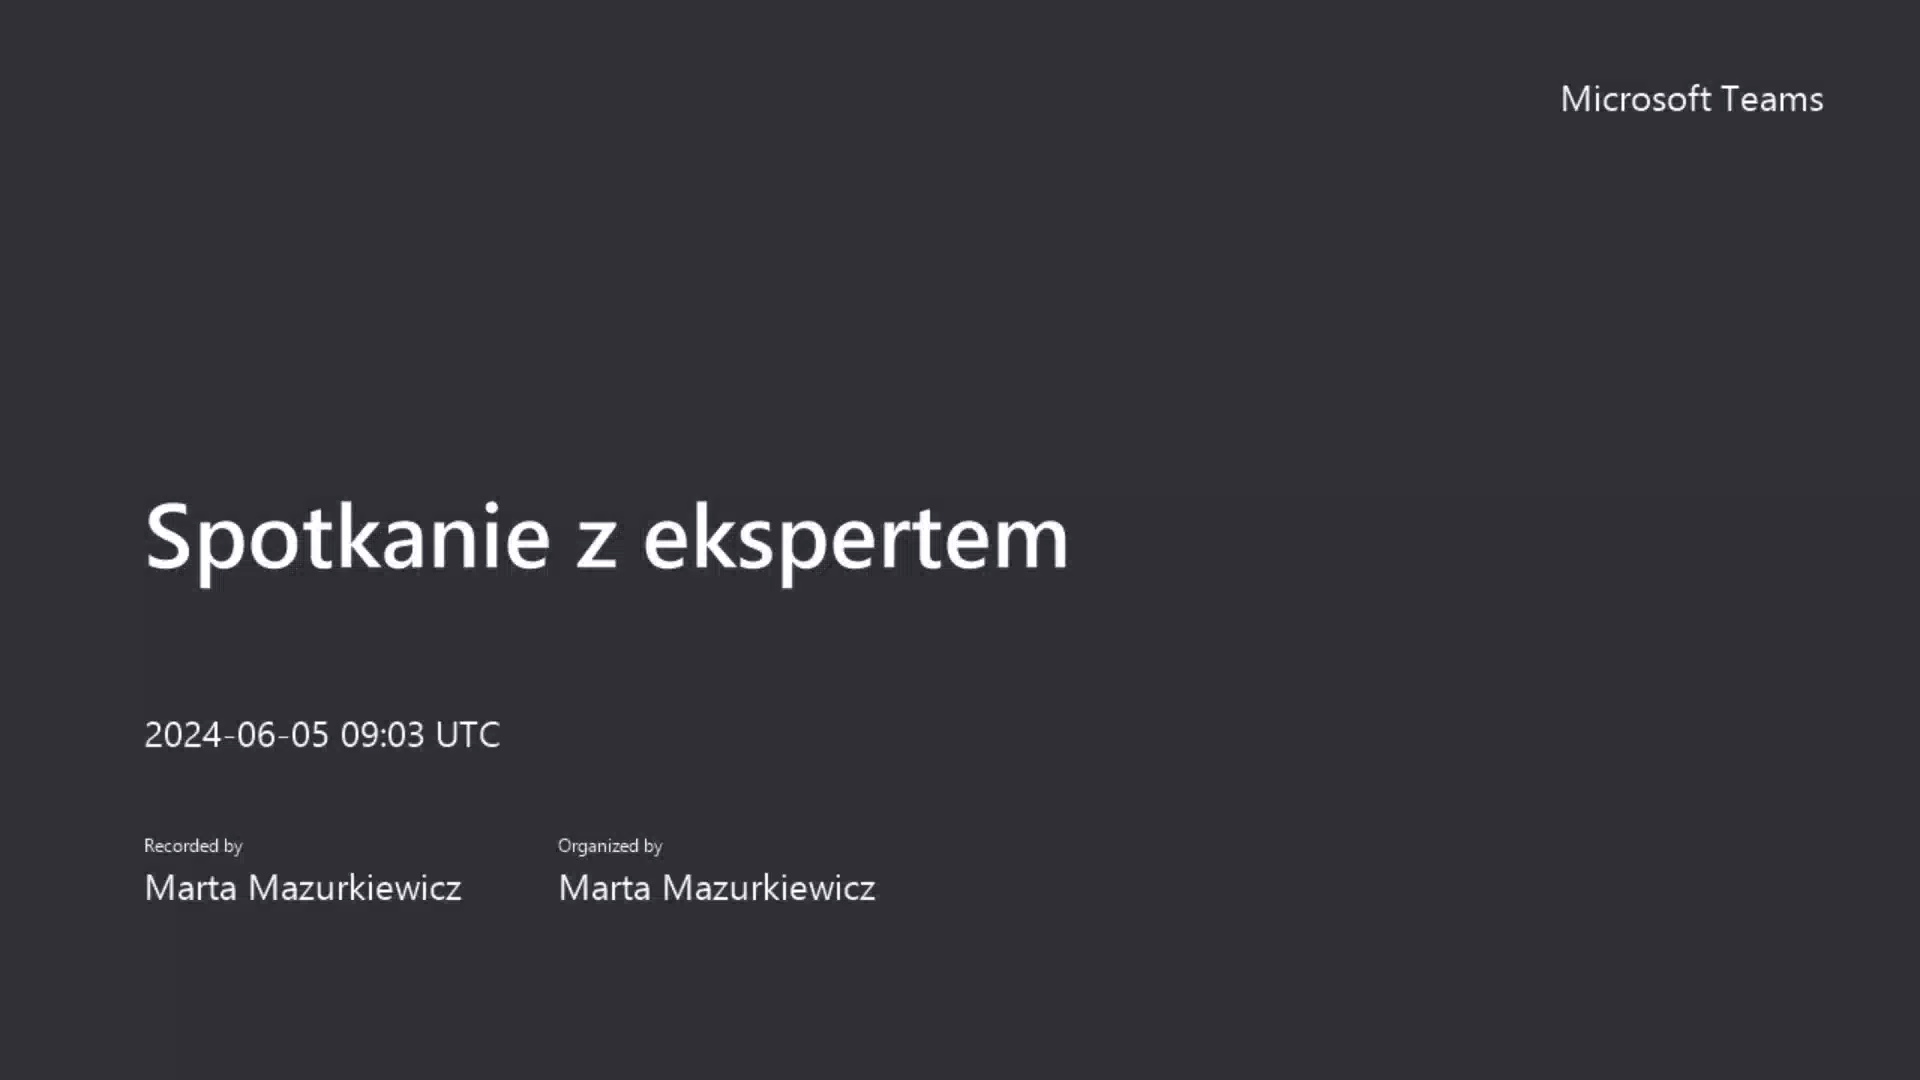 Microsoft Teams
Spotkanie z ekspertem
2024-06-05 09:03 UTC
Recorded by
Marta Mazurkiewicz
Organized by
Marta Mazurkiewicz